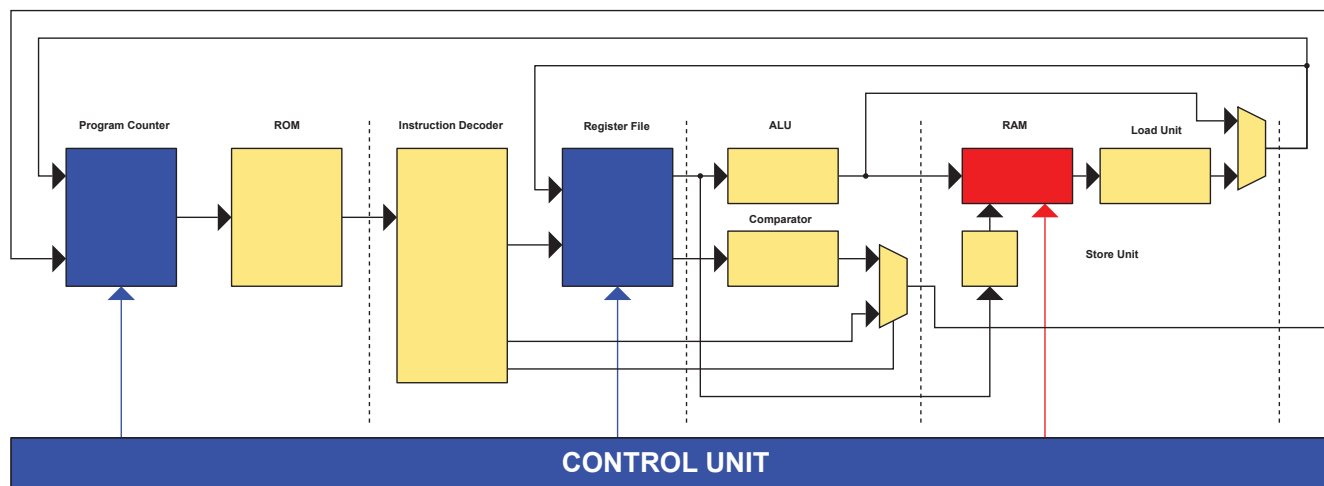 Program Counter
ROM
Instruction Decoder
Register File
ALU
RAM
Load Unit
Comparator
Store Unit
CONTROL UNIT